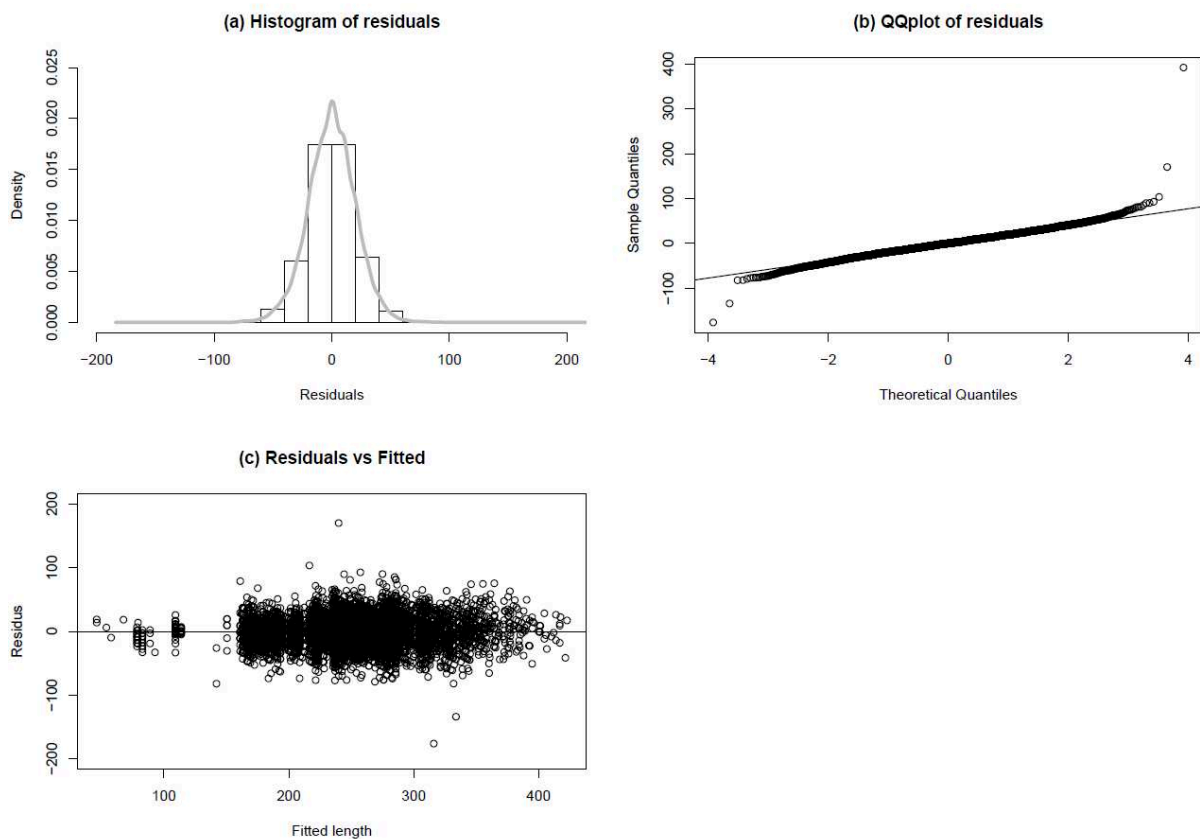 (a) Histogram of residuals
Density
0.000 0.005 0.010 0.015 0.020 0.025
−200 −100 0 100 200
Residuals
(b) QQplot of residuals
Sample Quantiles
−100 0 100 200 300 400
−4 −2 0 2 4
Theoretical Quantiles
(c) Residuals vs Fitted
Residus
−200 −100 0 100 200
100 200 300 400
Fitted length